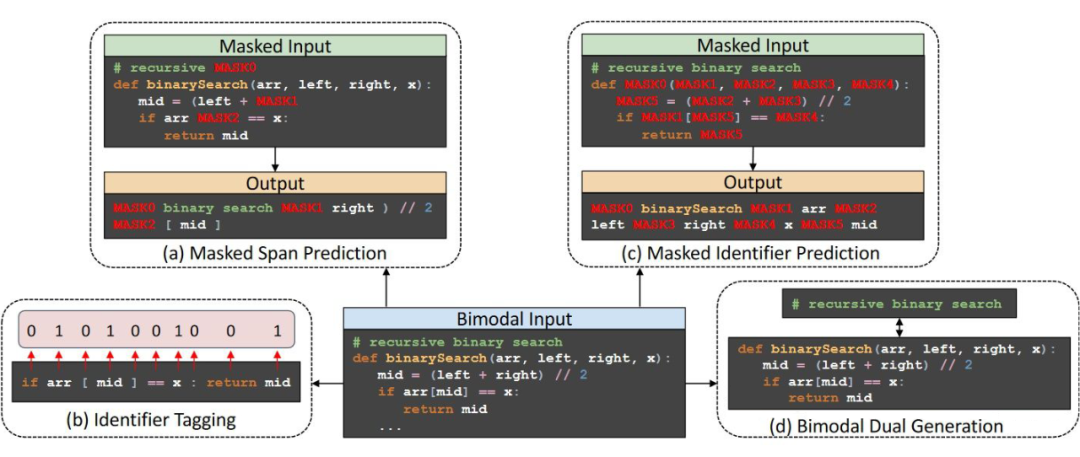 Masked Input
# recursive MASK0
def binarySearch(arr, left, right, x):
mid = (left + MASK1
if arr MASK2 == x:
return mid
Output
MASK0 binary search MASK1 right ) // 2
MASK2 [ mid ]
(a) Masked Span Prediction
Masked Input
# recursive binary search
def MASK0(MASK1, MASK2, MASK3, MASK4):
MASK5 = (MASK2 + MASK3) // 2
if MASK1[MASK5] == MASK4:
return MASK5
Output
MASK0 binarySearch MASK1 arr MASK2
left MASK3 right MASK4 x MASK5 mid
(c) Masked Identifier Prediction
0 1 0 1 0 0 1 0 0 1
if arr [ mid ] == x : return mid
(b) Identifier Tagging
Bimodal Input
# recursive binary search
def binarySearch(arr, left, right, x):
mid = (left + right) // 2
if arr[mid] == x:
return mid
...
# recursive binary search
def binarySearch(arr, left, right, x):
mid = (left + right) // 2
if arr[mid] == x:
return mid
(d) Bimodal Dual Generation